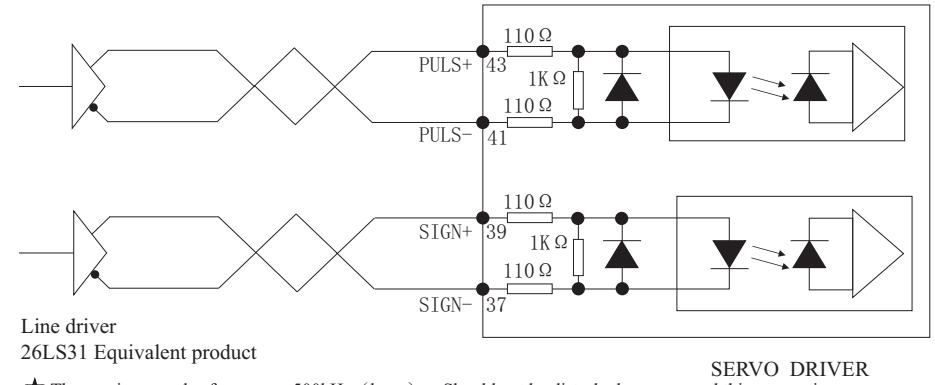 110Ω
PULS+
43
1KΩ
110Ω
PULS-
41
110Ω
SIGN+
39
1KΩ
110Ω
SIGN-
37
Line driver
26LS31 Equivalent product
SERVO DRIVER